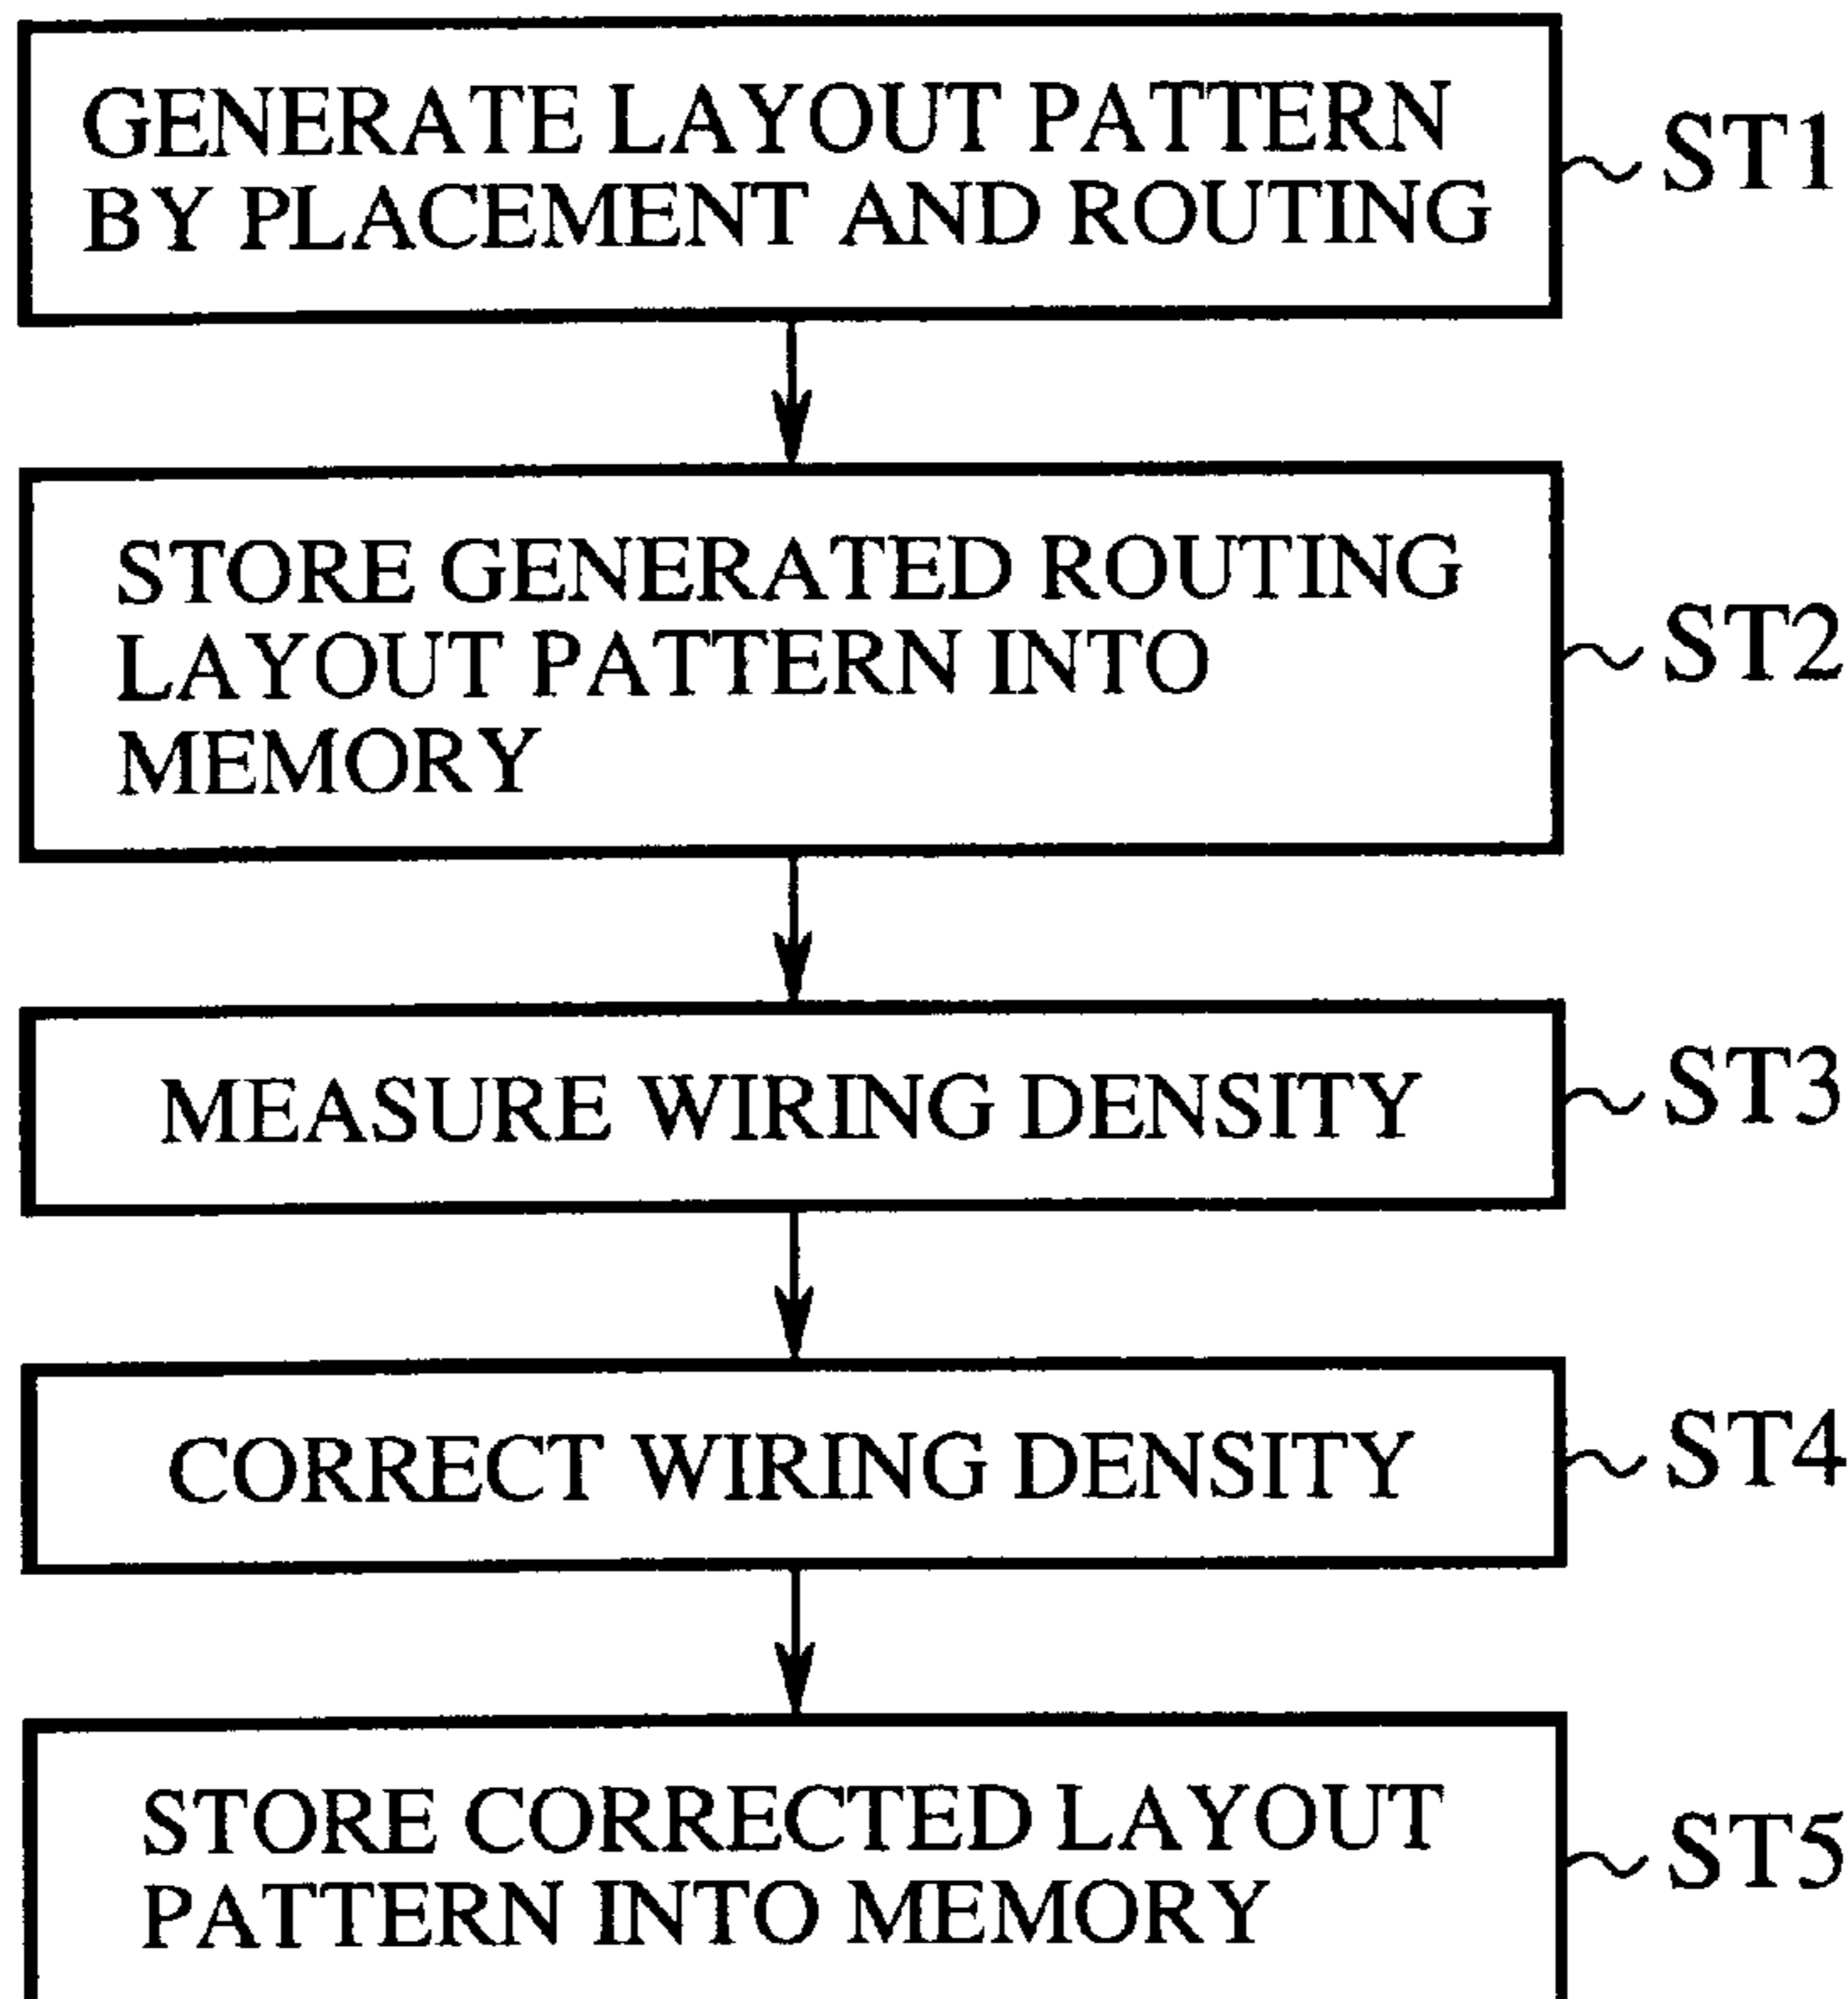 GENERATE LAYOUT PATTERN
BY PLACEMENT AND ROUTING
ST1
STORE GENERATED ROUTING
LAYOUT PATTERN INTO
MEMORY
ST2
MEASURE WIRING DENSITY
ST3
CORRECT WIRING DENSITY
ST4
STORE CORRECTED LAYOUT
PATTERN INTO MEMORY
ST5